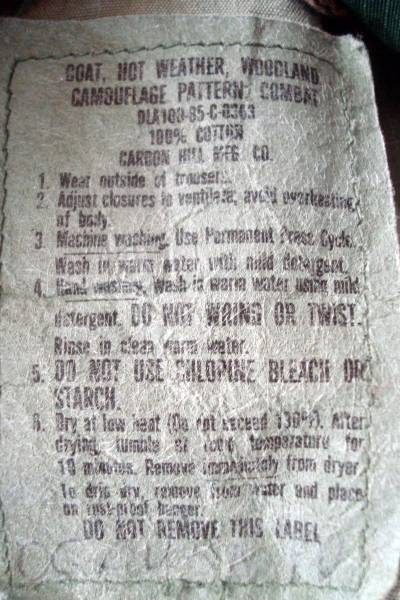 COAT, HOT WEATHER, WOODLAND
CAMOUFLAGE PATTERN: COMBAT
DLA100-85-C-0363
100% COTTON
CARBON HILL MFG. CO.
1. Wear outside of trouser..
2. Adjust closures to ventilate; avoid overheating
of body.
3. Machine washing. Use Permanent Press Cycle.
Wash in warm water with mild detergent.
4. Hand washing. Wash in warm water using mild
detergent. DO NOT WRING OR TWIST.
Rinse in clean warm water.
5. DO NOT USE CHLORINE BLEACH OR
STARCH.
6. Dry at low heat (Do not exceed 130°F). After
drying, tumble at room temperature for
10 minutes. Remove immediately from dryer.
To drip dry, remove from water and place
on rust-proof hanger.
DO NOT REMOVE THIS LABEL